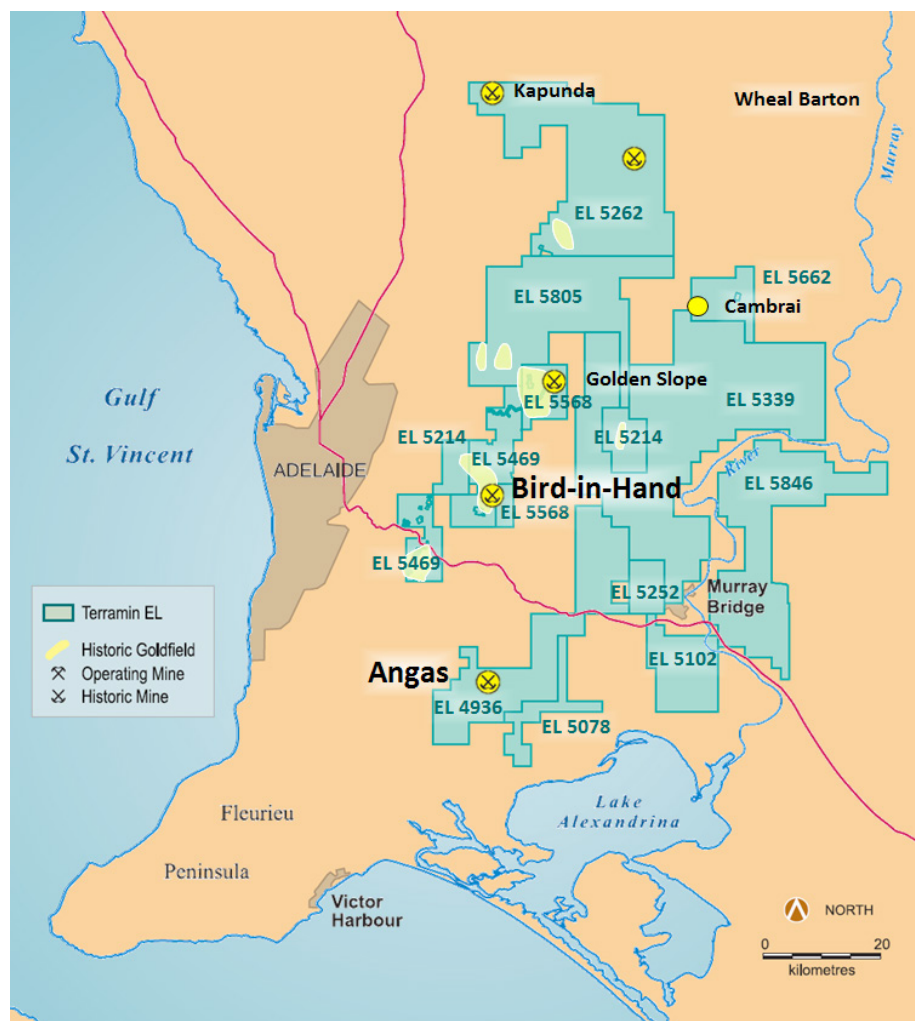 Kapunda
Wheal Barton
Murray
EL 5262
EL 5662
EL 5805
Cambrai
Gulf
St. Vincent
Golden Slope
EL 5568
EL 5339
EL 5214
EL 5214
EL 5469
ADELAIDE
River
EL 5846
Bird-in-Hand
EL 5568
EL 5469
EL 5252
Murray
Bridge
Terramin EL
Historic Goldfield
Operating Mine
Historic Mine
EL 5102
Angas
EL 4936
EL 5078
Lake
Alexandrina
Fleurieu
Peninsula
Victor
Harbour
NORTH
0 20
kilometres